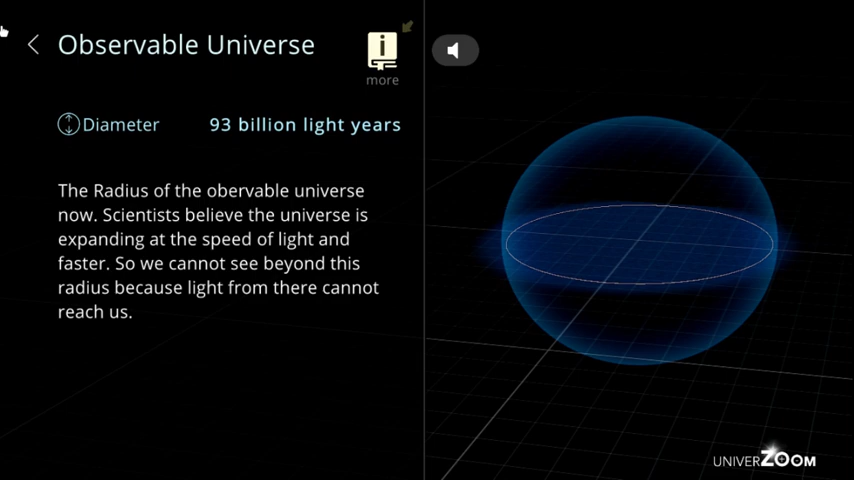 Observable Universe
more
Diameter 93 billion light years
The Radius of the obervable universe
now. Scientists believe the universe is
expanding at the speed of light and
faster. So we cannot see beyond this
radius because light from there cannot
reach us.
UNIVERZOOM